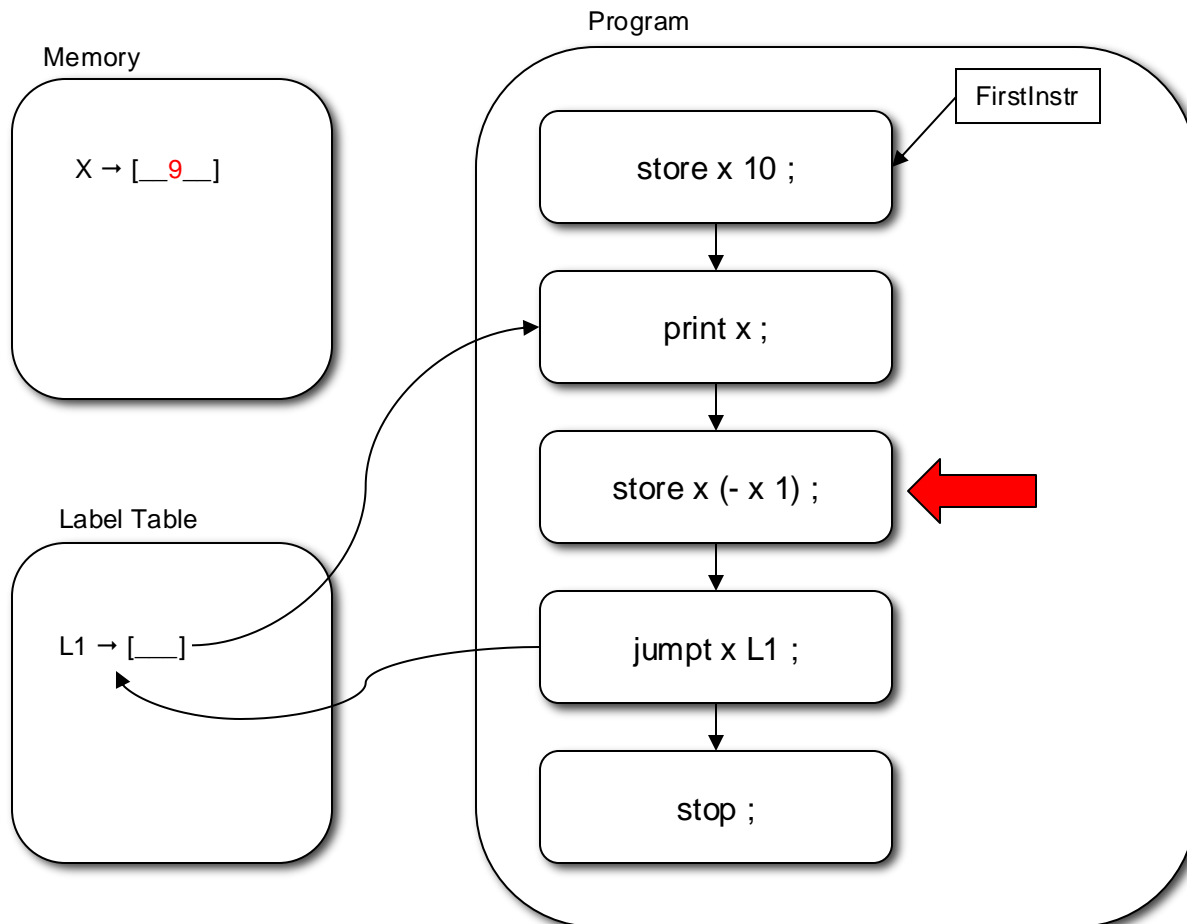 Program
Memory
FirstInstr
store x 10 ;
X → [__9__]
print x ;
store x (- x 1) ;
Label Table
L1 → [___]
jumpt x L1 ;
stop ;